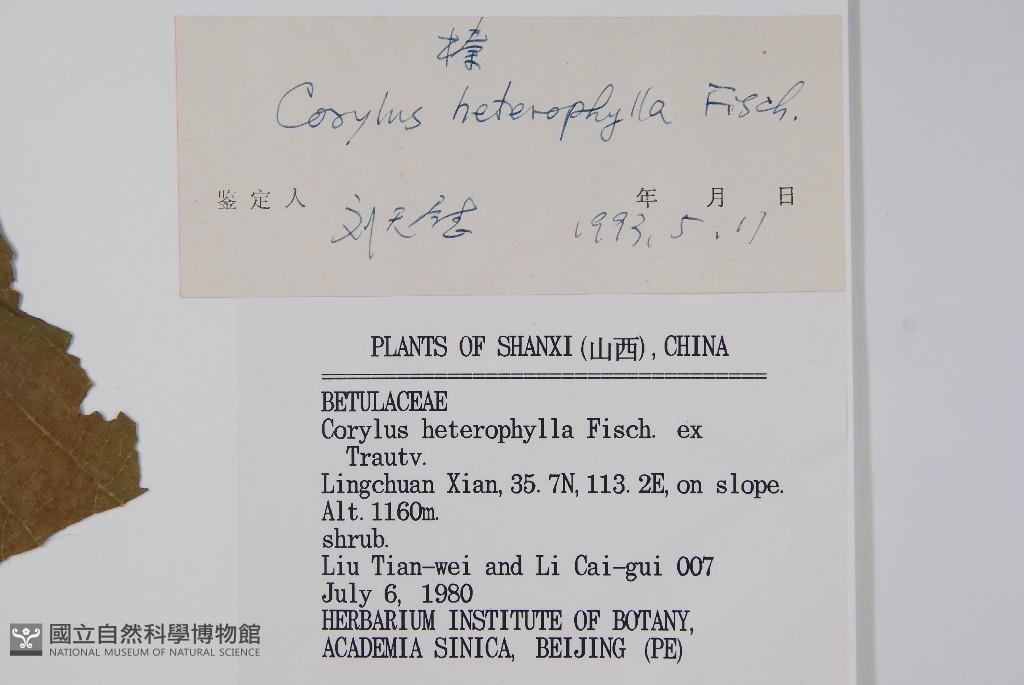 榛
Corylus heterophylla Fisch.
鉴定人 年 月 日
刘天 1993.5.17
PLANTS OF SHANXI (山西), CHINA
BETULACEAE
Corylus heterophylla Fisch. ex
Trautv.
Lingchuan Xian, 35.7N, 113.2E, on slope.
Alt. 1160m.
shrub.
Liu Tian-wei and Li Cai-gui 007
July 6, 1980
HERBARIUM INSTITUTE OF BOTANY,
ACADEMIA SINICA, BEIJING (PE)
國立自然科學博物館
NATIONAL MUSEUM OF NATURAL SCIENCE